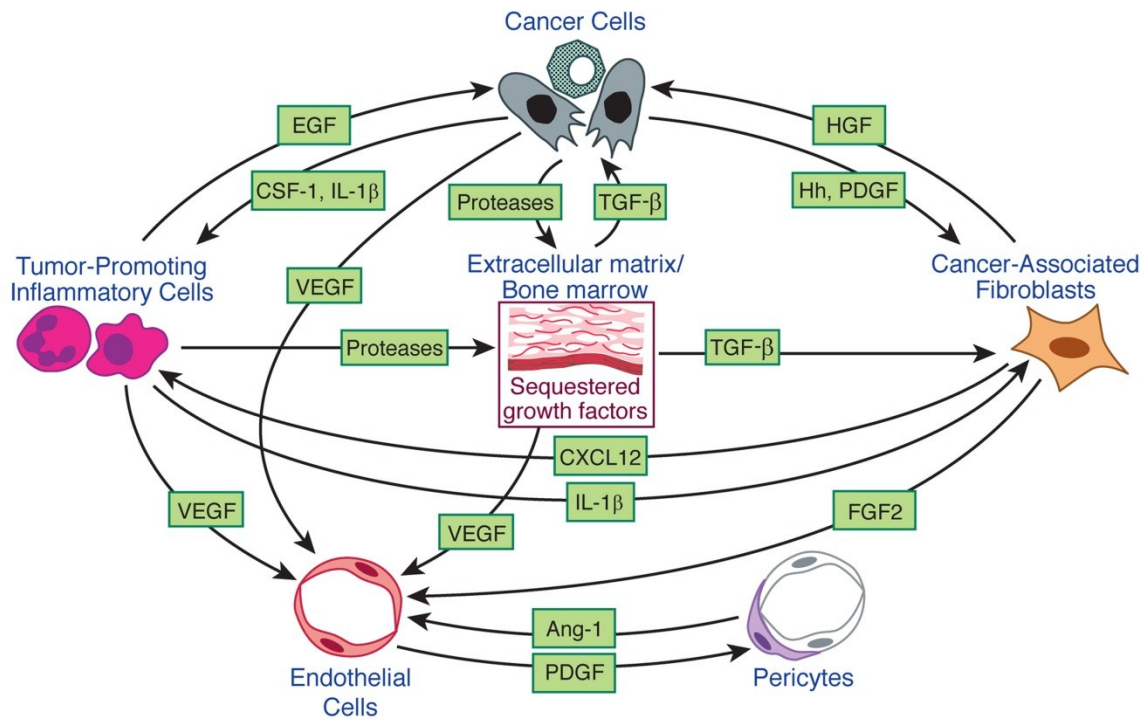 Cancer Cells
EGF
HGF
CSF-1, IL-1β
Proteases
TGF-β
Hh, PDGF
Tumor-Promoting
Inflammatory Cells
Extracellular matrix/
Bone marrow
Cancer-Associated
Fibroblasts
VEGF
Proteases
TGF-β
Sequestered
growth factors
CXCL12
IL-1β
VEGF
VEGF
FGF2
Ang-1
PDGF
Endothelial
Cells
Pericytes